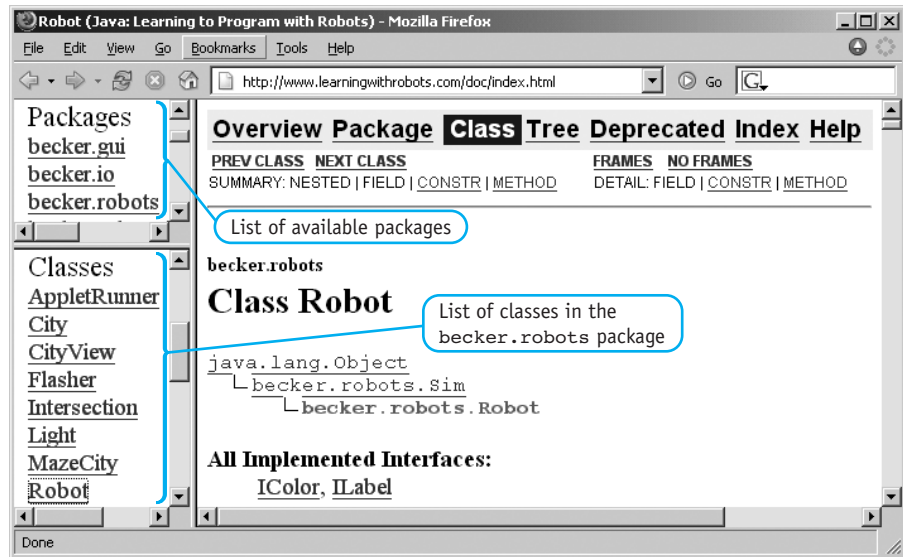 Robot (Java: Learning to Program with Robots) - Mozilla Firefox
File Edit View Go Bookmarks Tools Help
http://www.learningwithrobots.com/doc/index.html Go G
Packages
becker.gui
becker.io
becker.robots
Classes
AppletRunner
City
CityView
Flasher
Intersection
Light
MazeCity
Robot
Overview Package Class Tree Deprecated Index Help
PREV CLASS NEXT CLASS FRAMES NO FRAMES
SUMMARY: NESTED | FIELD | CONSTR | METHOD DETAIL: FIELD | CONSTR | METHOD
List of available packages
becker.robots
Class Robot
List of classes in the
becker.robots package
java.lang.Object
becker.robots.Sim
becker.robots.Robot
All Implemented Interfaces:
IColor, ILabel
Done